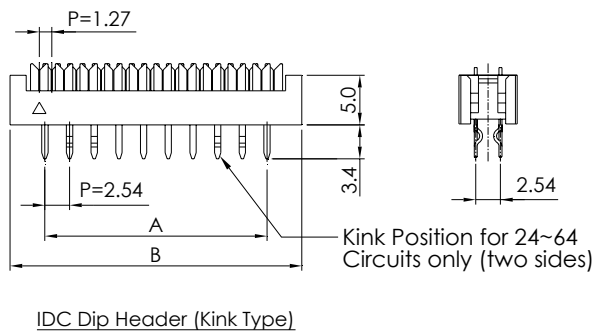 P=1.27
5.0
3.4
P=2.54
A
B
2.54
Kink Position for 24~64
Circuits only (two sides)
IDC Dip Header (Kink Type)